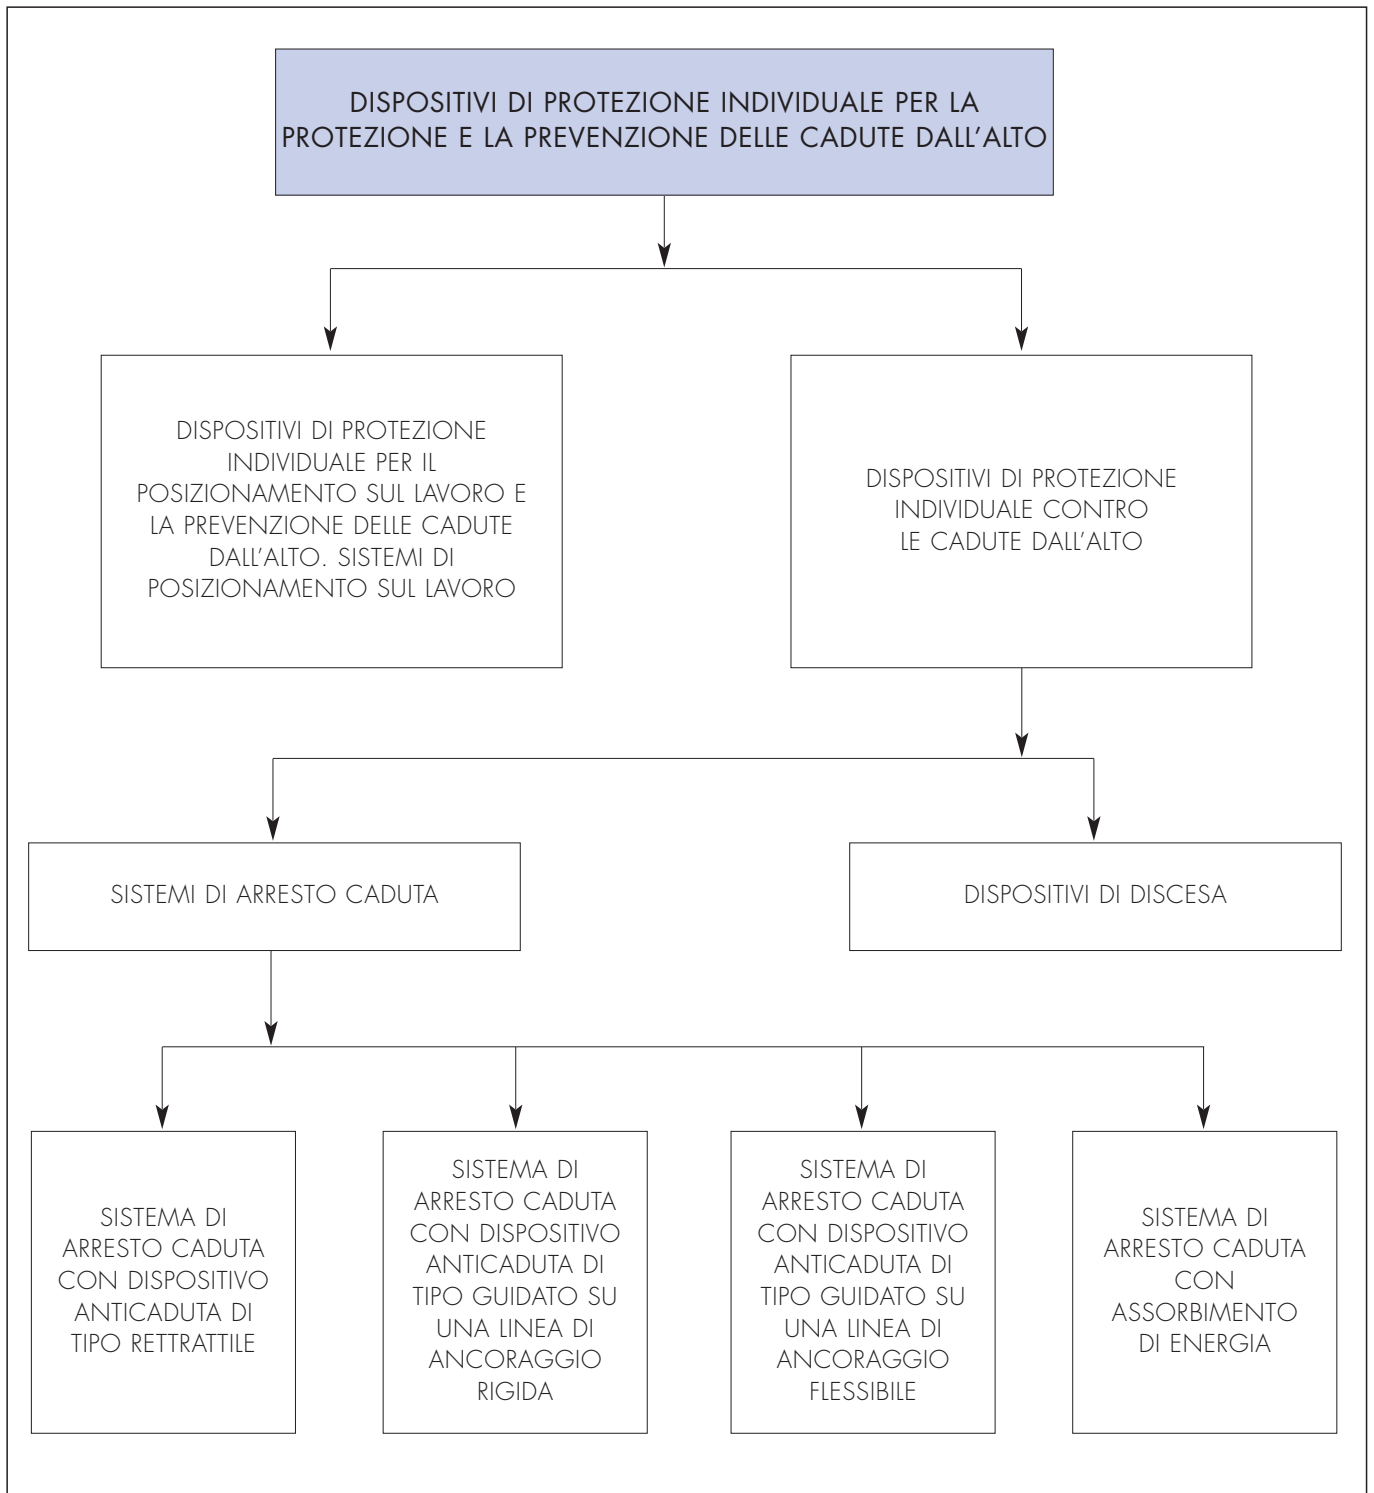 DISPOSITIVI DI PROTEZIONE INDIVIDUALE PER LA
PROTEZIONE E LA PREVENZIONE DELLE CADUTE DALL'ALTO
DISPOSITIVI DI PROTEZIONE
INDIVIDUALE PER IL
POSIZIONAMENTO SUL LAVORO E
LA PREVENZIONE DELLE CADUTE
DALL'ALTO. SISTEMI DI
POSIZIONAMENTO SUL LAVORO
DISPOSITIVI DI PROTEZIONE
INDIVIDUALE CONTRO
LE CADUTE DALL'ALTO
SISTEMI DI ARRESTO CADUTA
DISPOSITIVI DI DISCESA
SISTEMA DI
ARRESTO CADUTA
CON DISPOSITIVO
ANTICADUTA DI
TIPO RETTRATTILE
SISTEMA DI
ARRESTO CADUTA
CON DISPOSITIVO
ANTICADUTA DI
TIPO GUIDATO SU
UNA LINEA DI
ANCORAGGIO
RIGIDA
SISTEMA DI
ARRESTO CADUTA
CON DISPOSITIVO
ANTICADUTA DI
TIPO GUIDATO SU
UNA LINEA DI
ANCORAGGIO
FLESSIBILE
SISTEMA DI
ARRESTO CADUTA
CON
ASSORBIMENTO
DI ENERGIA